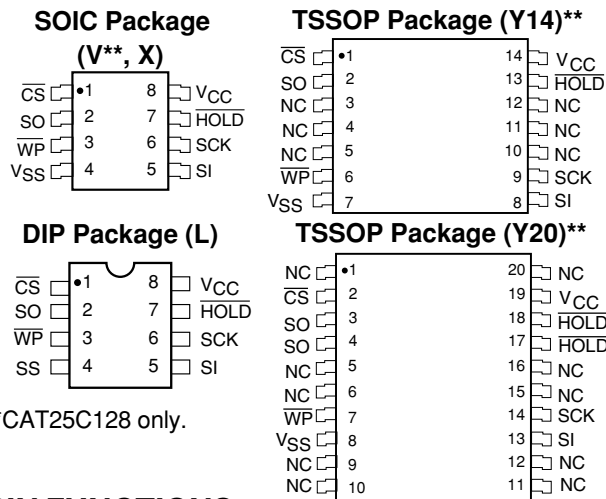 SOIC Package
(V**, X)
CS 1 8 VCC
SO 2 7 HOLD
WP 3 6 SCK
VSS 4 5 SI
TSSOP Package (Y14)**
CS 1 14 VCC
SO 2 13 HOLD
NC 3 12 NC
NC 4 11 NC
NC 5 10 NC
WP 6 9 SCK
VSS 7 8 SI
DIP Package (L)
CS 1 8 VCC
SO 2 7 HOLD
WP 3 6 SCK
SS 4 5 SI
*CAT25C128 only.
TSSOP Package (Y20)**
NC 1 20 NC
CS 2 19 VCC
SO 3 18 HOLD
SO 4 17 HOLD
NC 5 16 NC
NC 6 15 NC
WP 7 14 SCK
VSS 8 13 SI
NC 9 12 NC
NC 10 11 NC